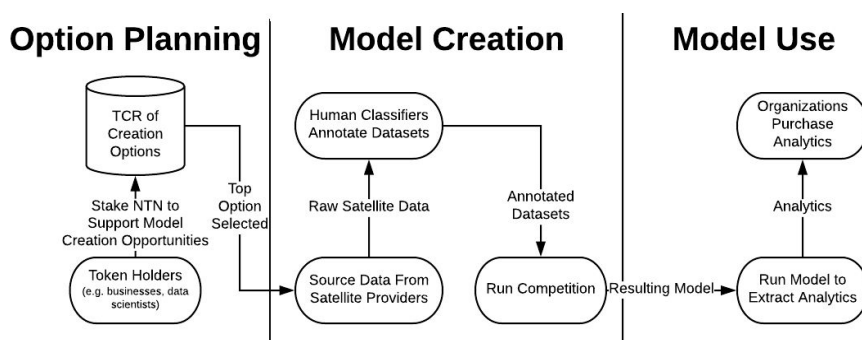 Option Planning
Model Creation
Model Use
TCR of
Creation
Options
Stake NTN to
Support Model
Creation Opportunities
Token Holders
(e.g. businesses, data
scientists)
Top
Option
Selected
Human Classifiers
Annotate Datasets
Raw Satellite Data
Source Data From
Satellite Providers
Annotated
Datasets
Run Competition
Resulting Model
Organizations
Purchase
Analytics
Analytics
Run Model to
Extract Analytics